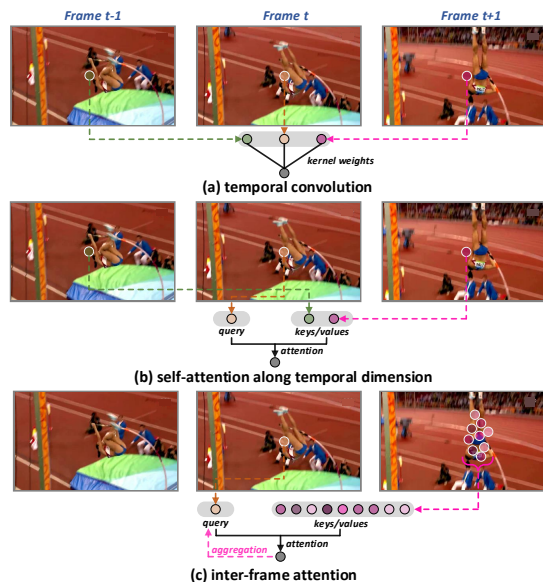 Frame t-1 Frame t Frame t+1
kernel weights
(a) temporal convolution
query keys/values
attention
(b) self-attention along temporal dimension
query keys/values
aggregation attention
(c) inter-frame attention